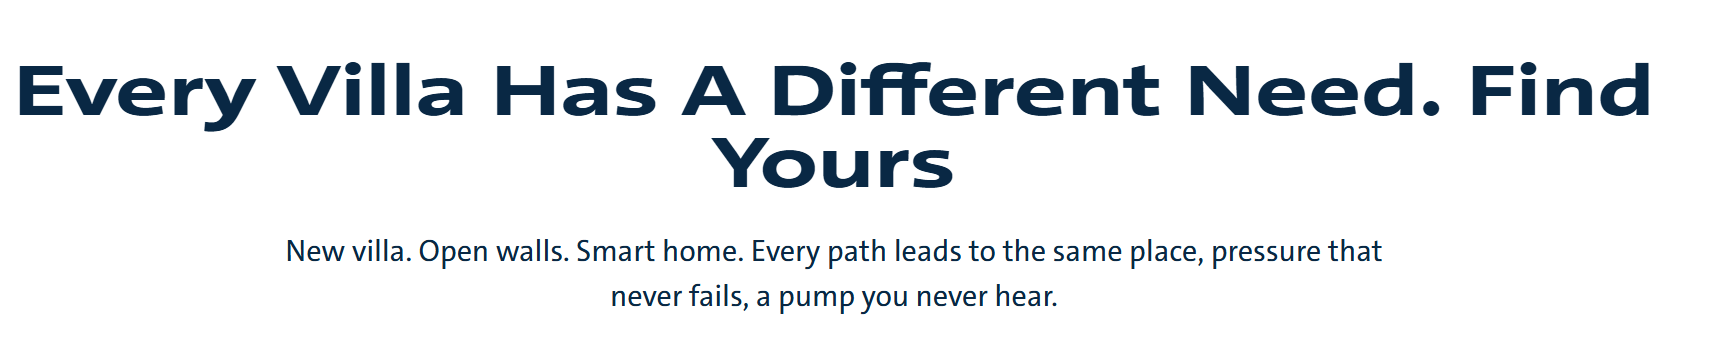 Every Villa Has A Different Need. Find
Yours
New villa. Open walls. Smart home. Every path leads to the same place, pressure that
never fails, a pump you never hear.